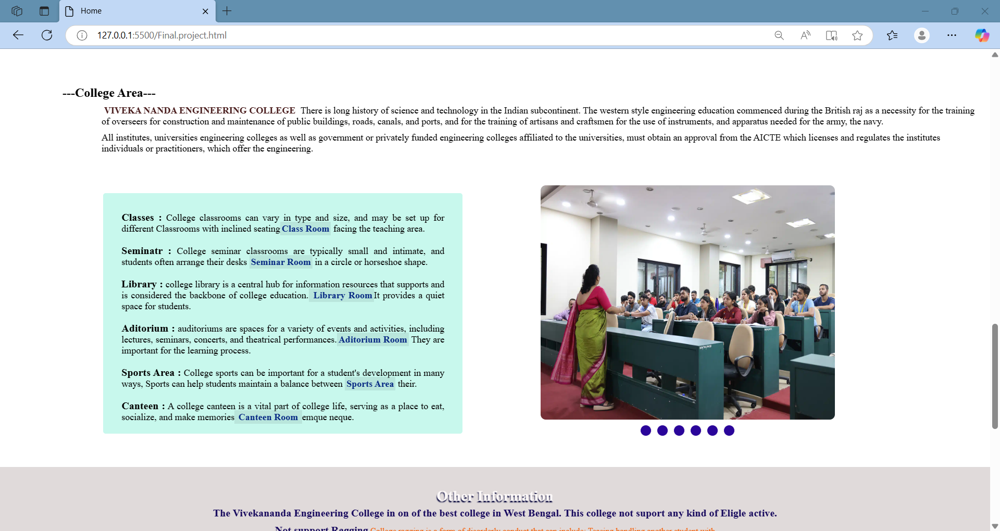 Home
127.0.0.1:5500/Final.project.html
---College Area---
VIVEKA NANDA ENGINEERING COLLEGE There is long history of science and technology in the Indian subcontinent. The western style engineering education commenced during the British raj as a necessity for the training
of overseers for construction and maintenance of public buildings, roads, canals, and ports, and for the training of artisans and craftsmen for the use of instruments, and apparatus needed for the army, the navy.
All institutes, universities engineering colleges as well as government or privately funded engineering colleges affiliated to the universities, must obtain an approval from the AICTE which licenses and regulates the institutes
individuals or practitioners, which offer the engineering.
Classes : College classrooms can vary in type and size, and may be set up for
different Classrooms with inclined seating Class Room facing the teaching area.
Seminatr : College seminar classrooms are typically small and intimate, and
students often arrange their desks Seminar Room in a circle or horseshoe shape.
Library : college library is a central hub for information resources that supports and
is considered the backbone of college education. Library Room It provides a quiet
space for students.
Aditorium : auditoriums are spaces for a variety of events and activities, including
lectures, seminars, concerts, and theatrical performances. Aditorium Room They are
important for the learning process.
Sports Area : College sports can be important for a student's development in many
ways, Sports can help students maintain a balance between Sports Area their.
Canteen : A college canteen is a vital part of college life, serving as a place to eat,
socialize, and make memories Canteen Room emque neque.
Other Information
The Vivekananda Engineering College in on of the best college in West Bengal. This college not suport any kind of Eligle active.
Not support Ragging College ragging is a form of disorderly conduct that can include: Teasing handling another student with